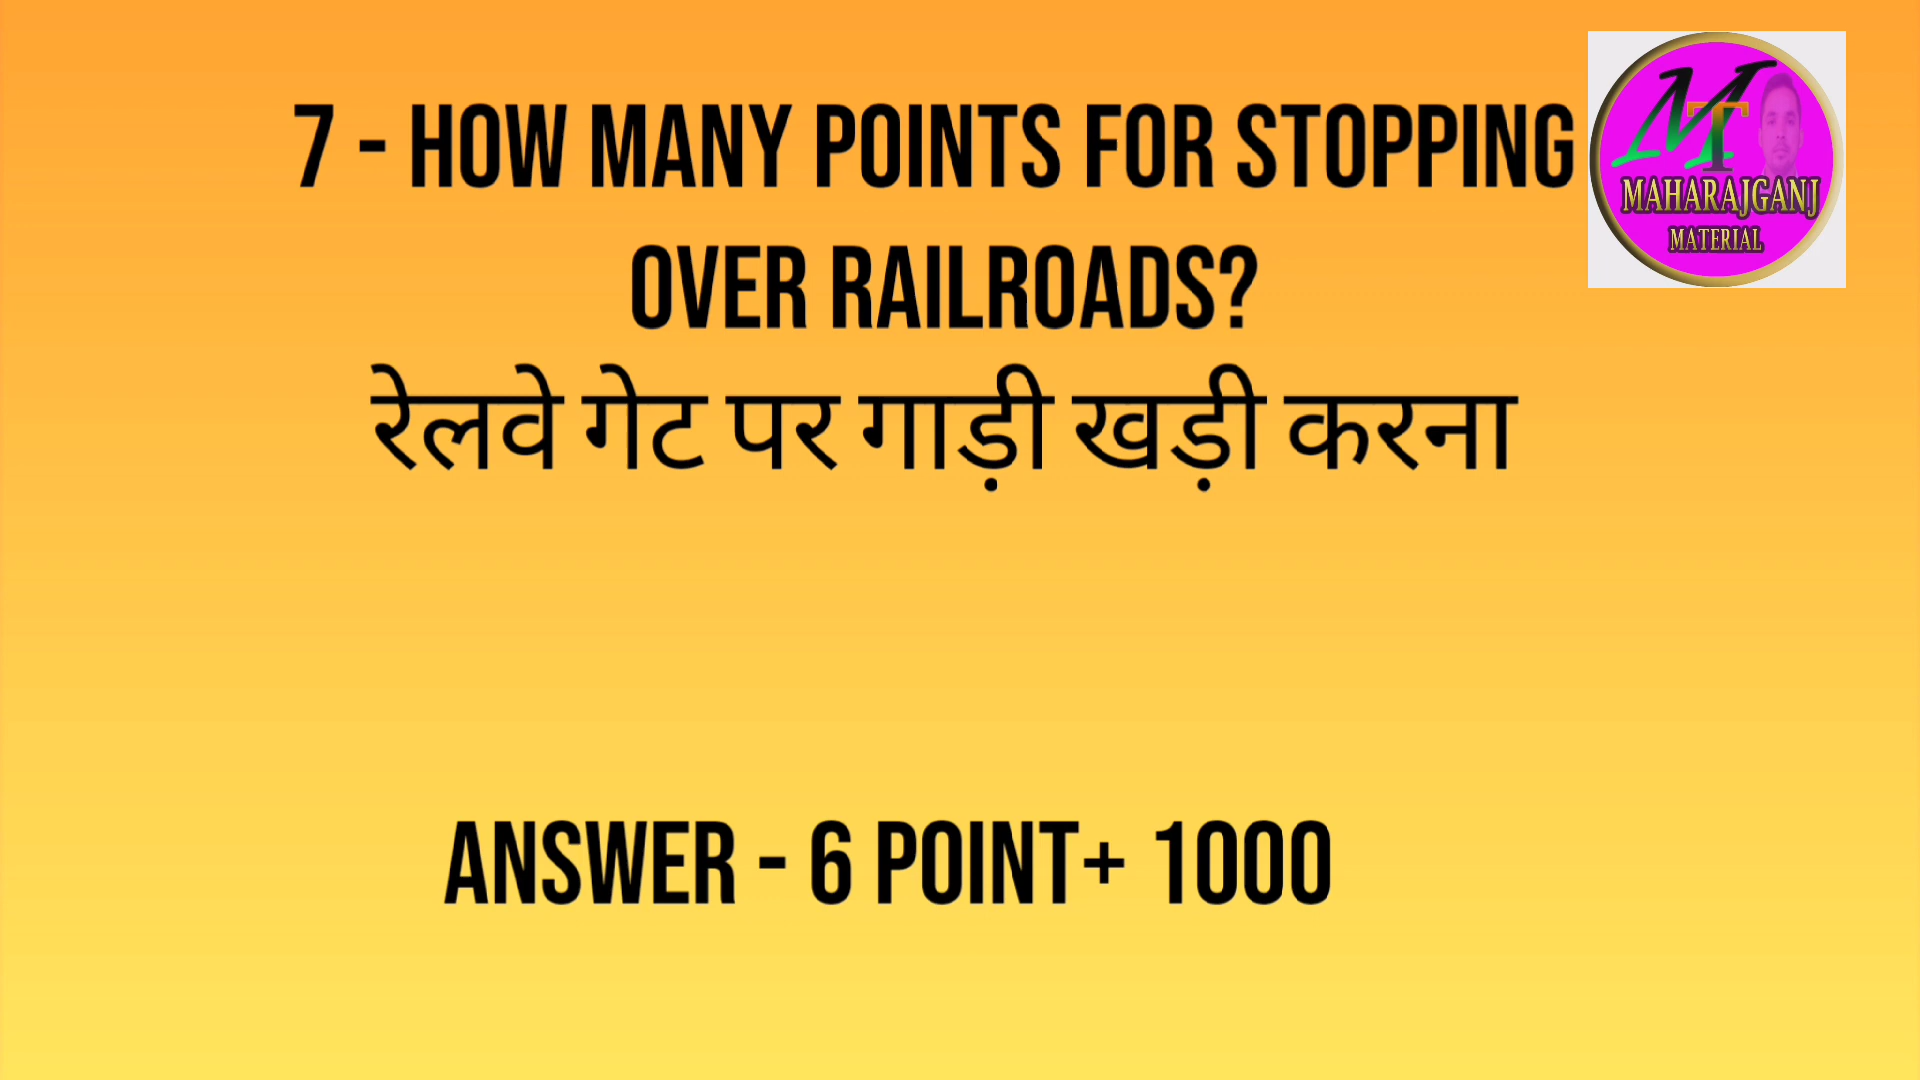 7 - HOW MANY POINTS FOR STOPPING
OVER RAILROADS?
रेलवे गेट पर गाड़ी खड़ी करना
ANSWER - 6 POINT+ 1000
MT
MAHARAJGANJ
MATERIAL